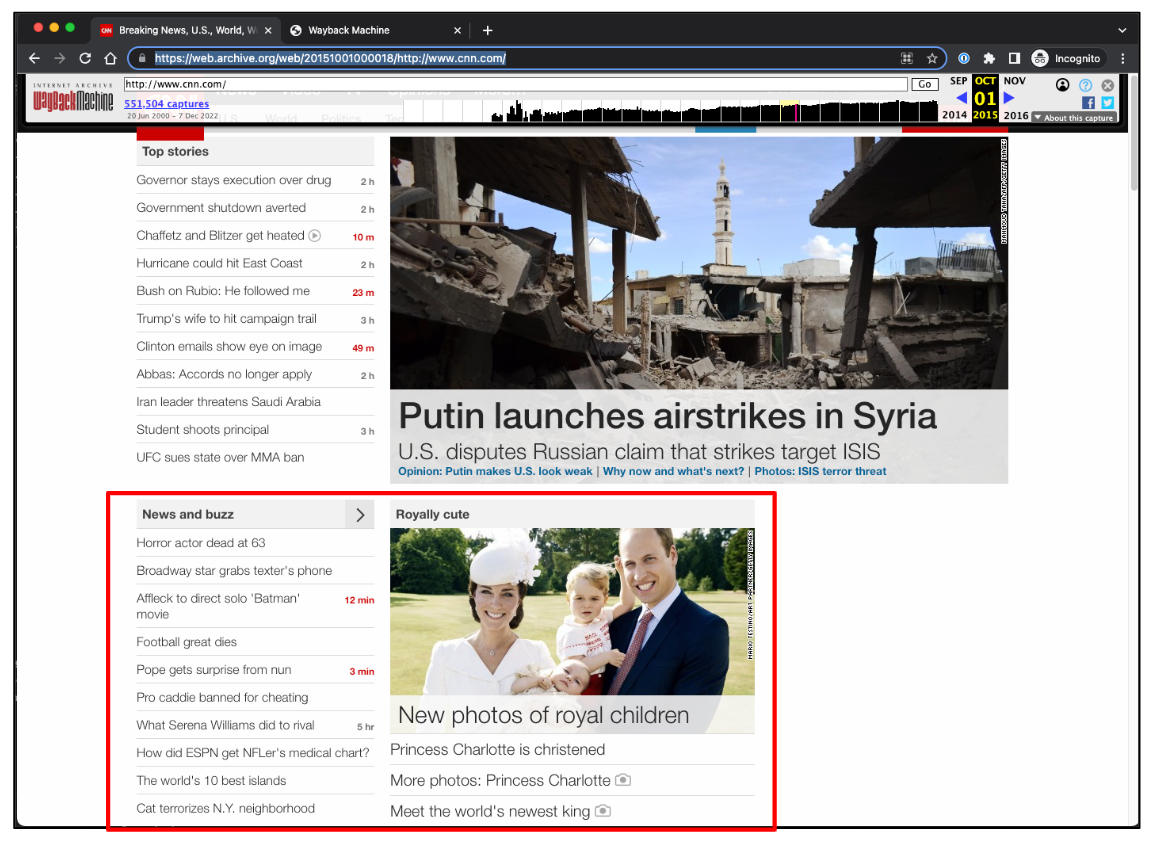 Breaking News, U.S., World, W
Wayback Machine
https://web.archive.org/web/20151001000018/http://www.cnn.com/
Incognito
INTERNET ARCHIVE
WayBackMachine
http://www.cnn.com/
Go
551,504 captures
20 Jun 2000 – 7 Dec 2022
SEP OCT NOV
01
2014 2015 2016
About this capture
Top stories
Governor stays execution over drug 2 h
Government shutdown averted 2 h
Chaffetz and Blitzer get heated 10 m
Hurricane could hit East Coast 2 h
Bush on Rubio: He followed me 23 m
Trump's wife to hit campaign trail 3 h
Clinton emails show eye on image 49 m
Abbas: Accords no longer apply 2 h
Iran leader threatens Saudi Arabia
Student shoots principal 3 h
UFC sues state over MMA ban
Putin launches airstrikes in Syria
U.S. disputes Russian claim that strikes target ISIS
Opinion: Putin makes U.S. look weak | Why now and what's next? | Photos: ISIS terror threat
News and buzz
Horror actor dead at 63
Broadway star grabs texter's phone
Affleck to direct solo 'Batman' 12 min
movie
Football great dies
Pope gets surprise from nun 3 min
Pro caddie banned for cheating
What Serena Williams did to rival 5 hr
How did ESPN get NFLer's medical chart?
The world's 10 best islands
Cat terrorizes N.Y. neighborhood
Royally cute
MARIO TESTINO/ART PARTNER/GETTY IMAGES
New photos of royal children
Princess Charlotte is christened
More photos: Princess Charlotte
Meet the world's newest king